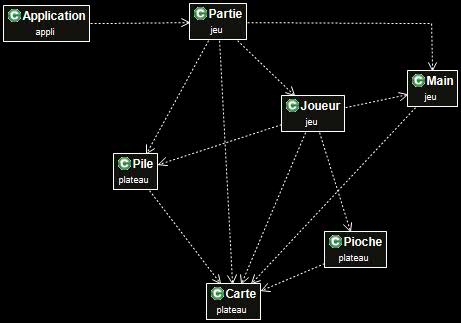 C Application
appli
C Partie
jeu
C Main
jeu
C Joueur
jeu
C Pile
plateau
C Pioche
plateau
C Carte
plateau